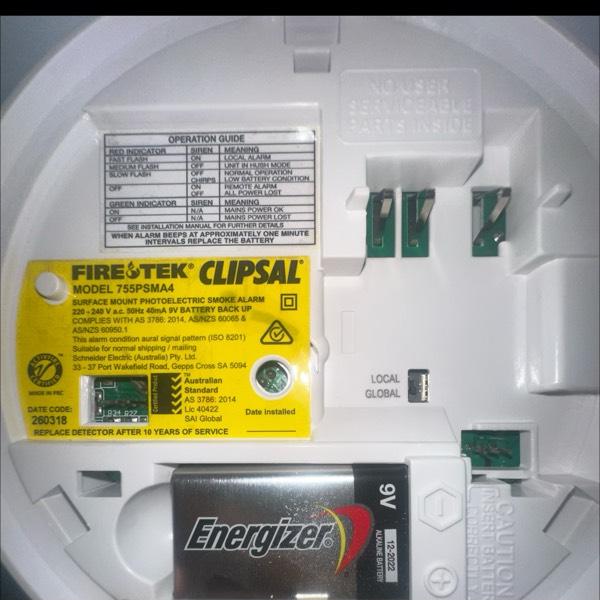 NO USER
SERVICEABLE
PARTS INSIDE
OPERATION GUIDE
RED INDICATOR SIREN MEANING
FAST FLASH ON LOCAL ALARM
MEDIUM FLASH OFF UNIT IN HUSH MODE
SLOW FLASH OFF NORMAL OPERATION
CHIRPS LOW BATTERY CONDITION
OFF ON REMOTE ALARM
OFF ALL POWER LOST
GREEN INDICATOR SIREN MEANING
ON N/A MAINS POWER OK
OFF N/A MAINS POWER LOST
SEE INSTALLATION MANUAL FOR FURTHER DETAILS
WHEN ALARM BEEPS AT APPROXIMATELY ONE MINUTE
INTERVALS REPLACE THE BATTERY
FIRETEK® CLIPSAL®
MODEL 755PSMA4
SURFACE MOUNT PHOTOELECTRIC SMOKE ALARM
220 - 240 V a.c. 50Hz 40mA 9V BATTERY BACK UP
COMPLIES WITH AS 3786: 2014, AS/NZS 60065 &
AS/NZS 60950.1
This alarm condition aural signal pattern (ISO 8201)
Suitable for normal shipping / mailing
Schneider Electric (Australia) Pty. Ltd.
33 - 37 Port Wakefield Road, Gepps Cross SA 5094
MADE IN PRC
DATE CODE:
260318
Certified Product
™
Australian
Standard
AS 3786: 2014
Lic 40422
SAI Global
Date installed
REPLACE DETECTOR AFTER 10 YEARS OF SERVICE
LOCAL
GLOBAL
Energizer®
9V
12-2022
ALKALINE BATTERY
CAUTION
INSERT BATTERY